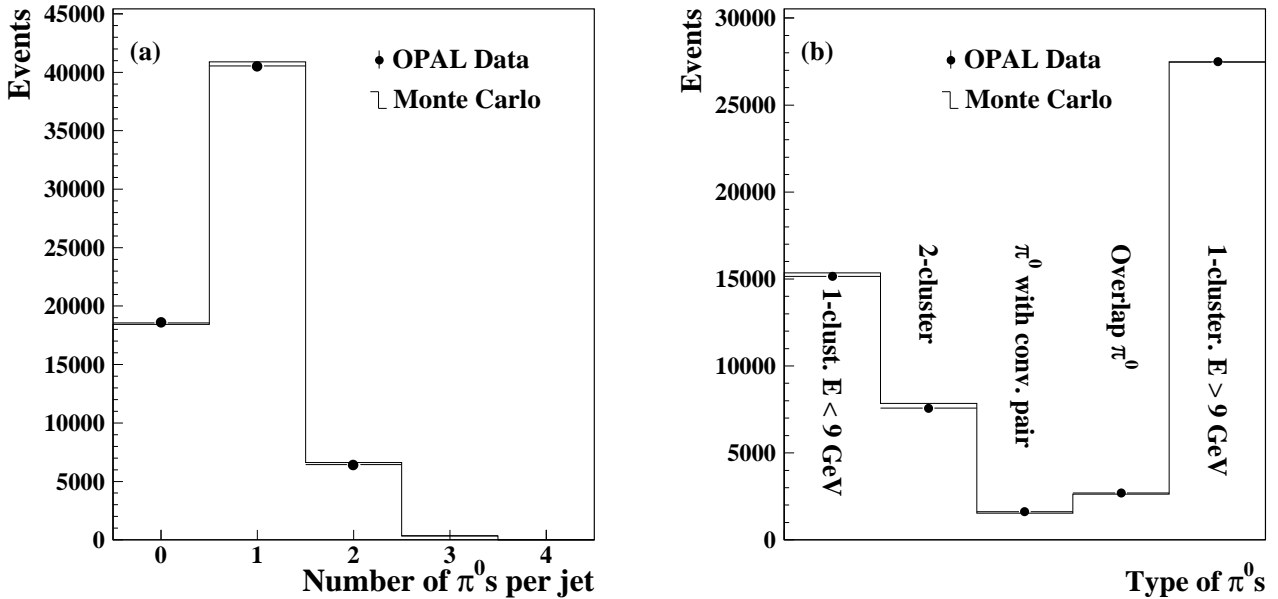 (a)
Events
OPAL Data
Monte Carlo
45000
40000
35000
30000
25000
20000
15000
10000
5000
0
0 1 2 3 4
Number of π⁰s per jet
(b)
Events
OPAL Data
Monte Carlo
30000
25000
20000
15000
10000
5000
0
1-clust. E < 9 GeV
2-cluster
π⁰ with conv. pair
Overlap π⁰
1-cluster. E > 9 GeV
Type of π⁰s